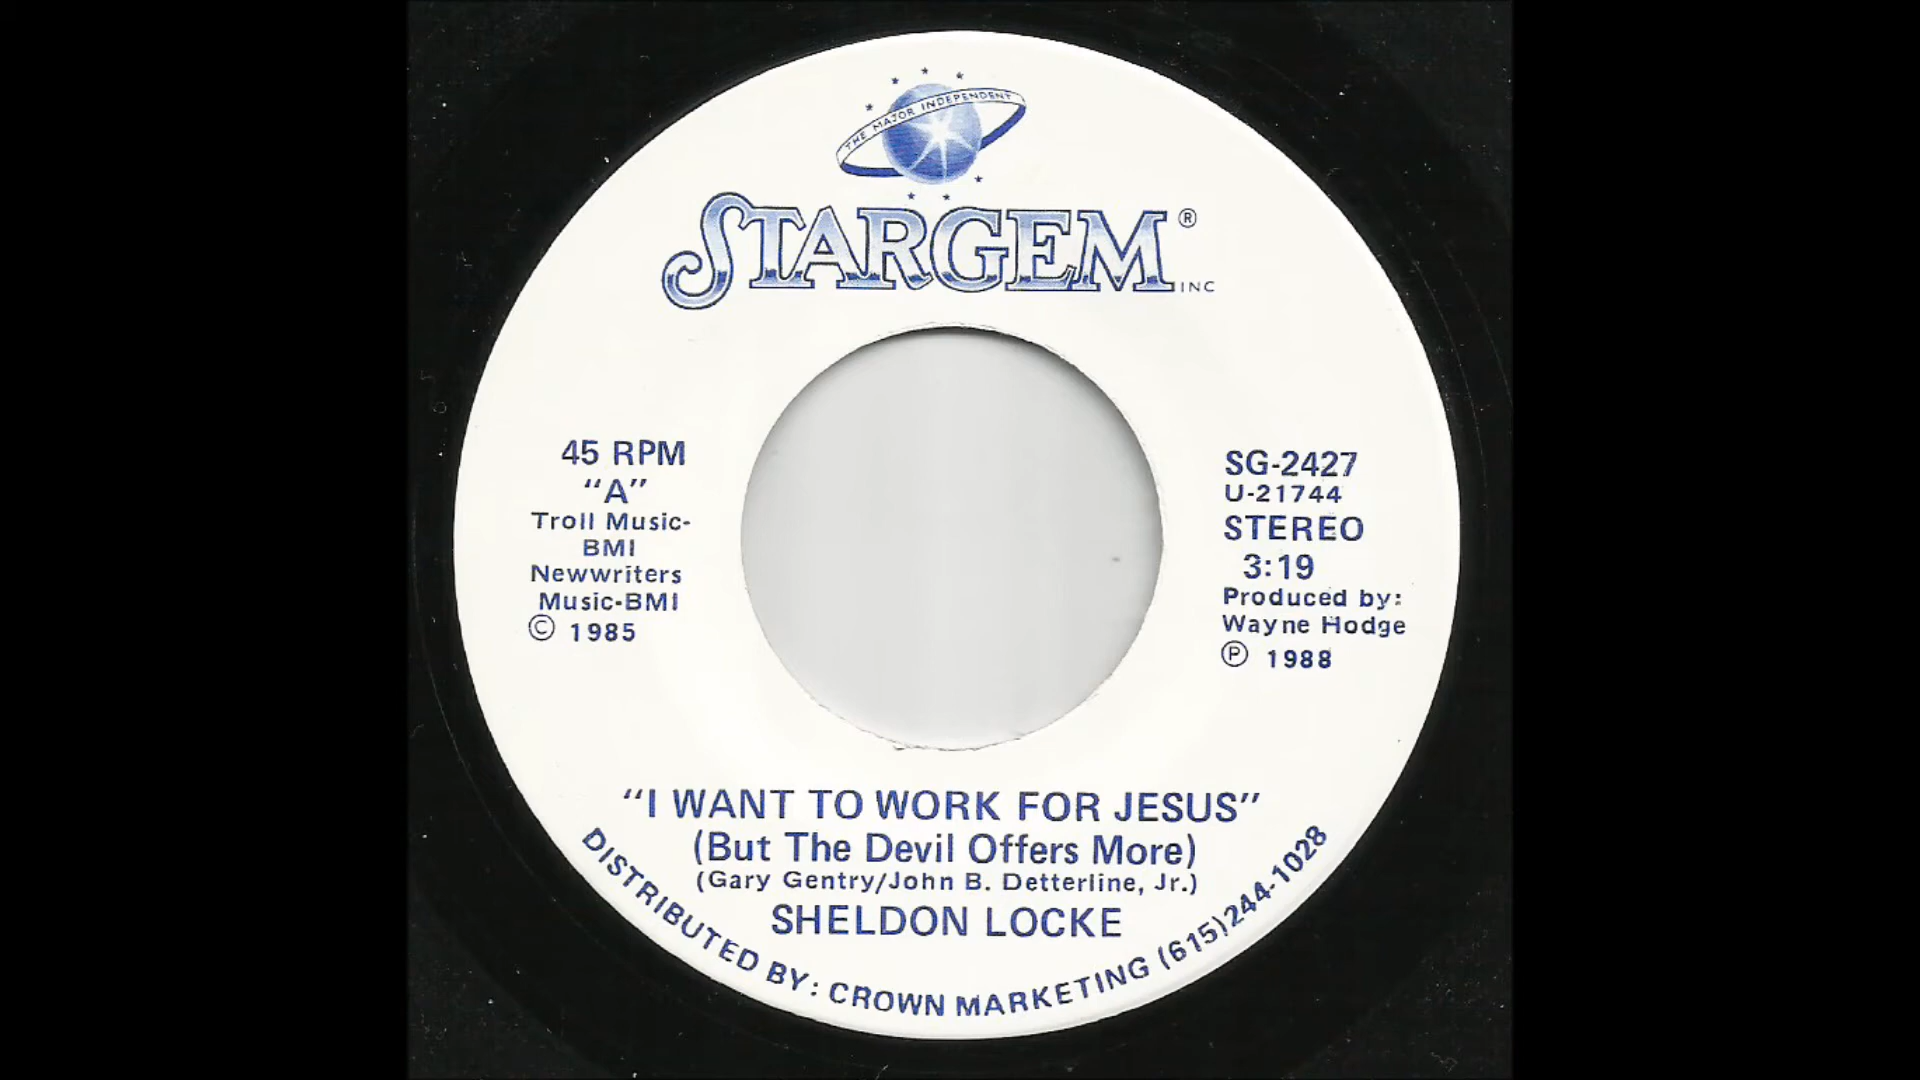 THE MAJOR INDEPENDENT
STARGEM®
INC
45 RPM
"A"
Troll Music-
BMI
Newwriters
Music-BMI
© 1985
SG-2427
U-21744
STEREO
3:19
Produced by:
Wayne Hodge
℗ 1988
"I WANT TO WORK FOR JESUS"
(But The Devil Offers More)
(Gary Gentry/John B. Detterline, Jr.)
SHELDON LOCKE
DISTRIBUTED BY: CROWN MARKETING (615)244-1028